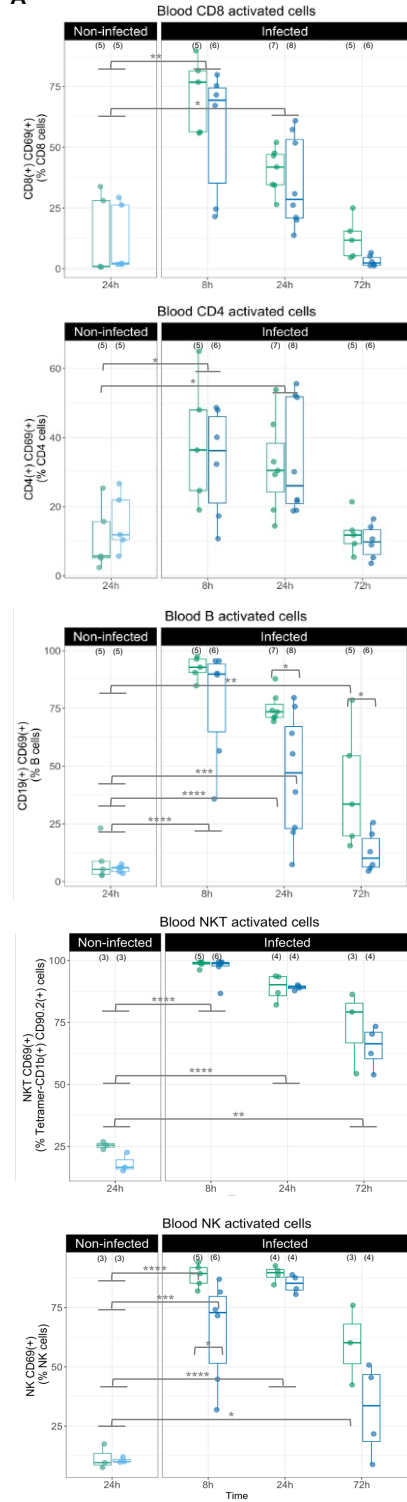 A
Blood CD8 activated cells
Non-infected Infected
(5) (5) (5) (6) (7) (8) (5) (6)
**
*
CD8(+) CD69(+)
(% CD8 cells)
75
50
25
0
24h 8h 24h 72h
Blood CD4 activated cells
Non-infected Infected
(5) (5) (5) (6) (7) (8) (5) (6)
*
*
CD4(+) CD69(+)
(% CD4 cells)
60
40
20
0
24h 8h 24h 72h
Blood B activated cells
Non-infected Infected
(5) (5) (5) (6) (7) (8) (5) (6)
*
**
*
***
****
****
CD19(+) CD69(+)
(% B cells)
100
75
50
25
0
24h 8h 24h 72h
Blood NKT activated cells
Non-infected Infected
(3) (3) (5) (6) (4) (4) (3) (4)
****
****
**
NKT CD69(+)
(% Tetramer-CD1b(+) CD90.2(+) cells)
100
75
50
25
24h 8h 24h 72h
Blood NK activated cells
Non-infected Infected
(3) (3) (5) (6) (4) (4) (3) (4)
****
***
*
****
*
NK CD69(+)
(% NK cells)
75
50
25
24h 8h 24h 72h
Time